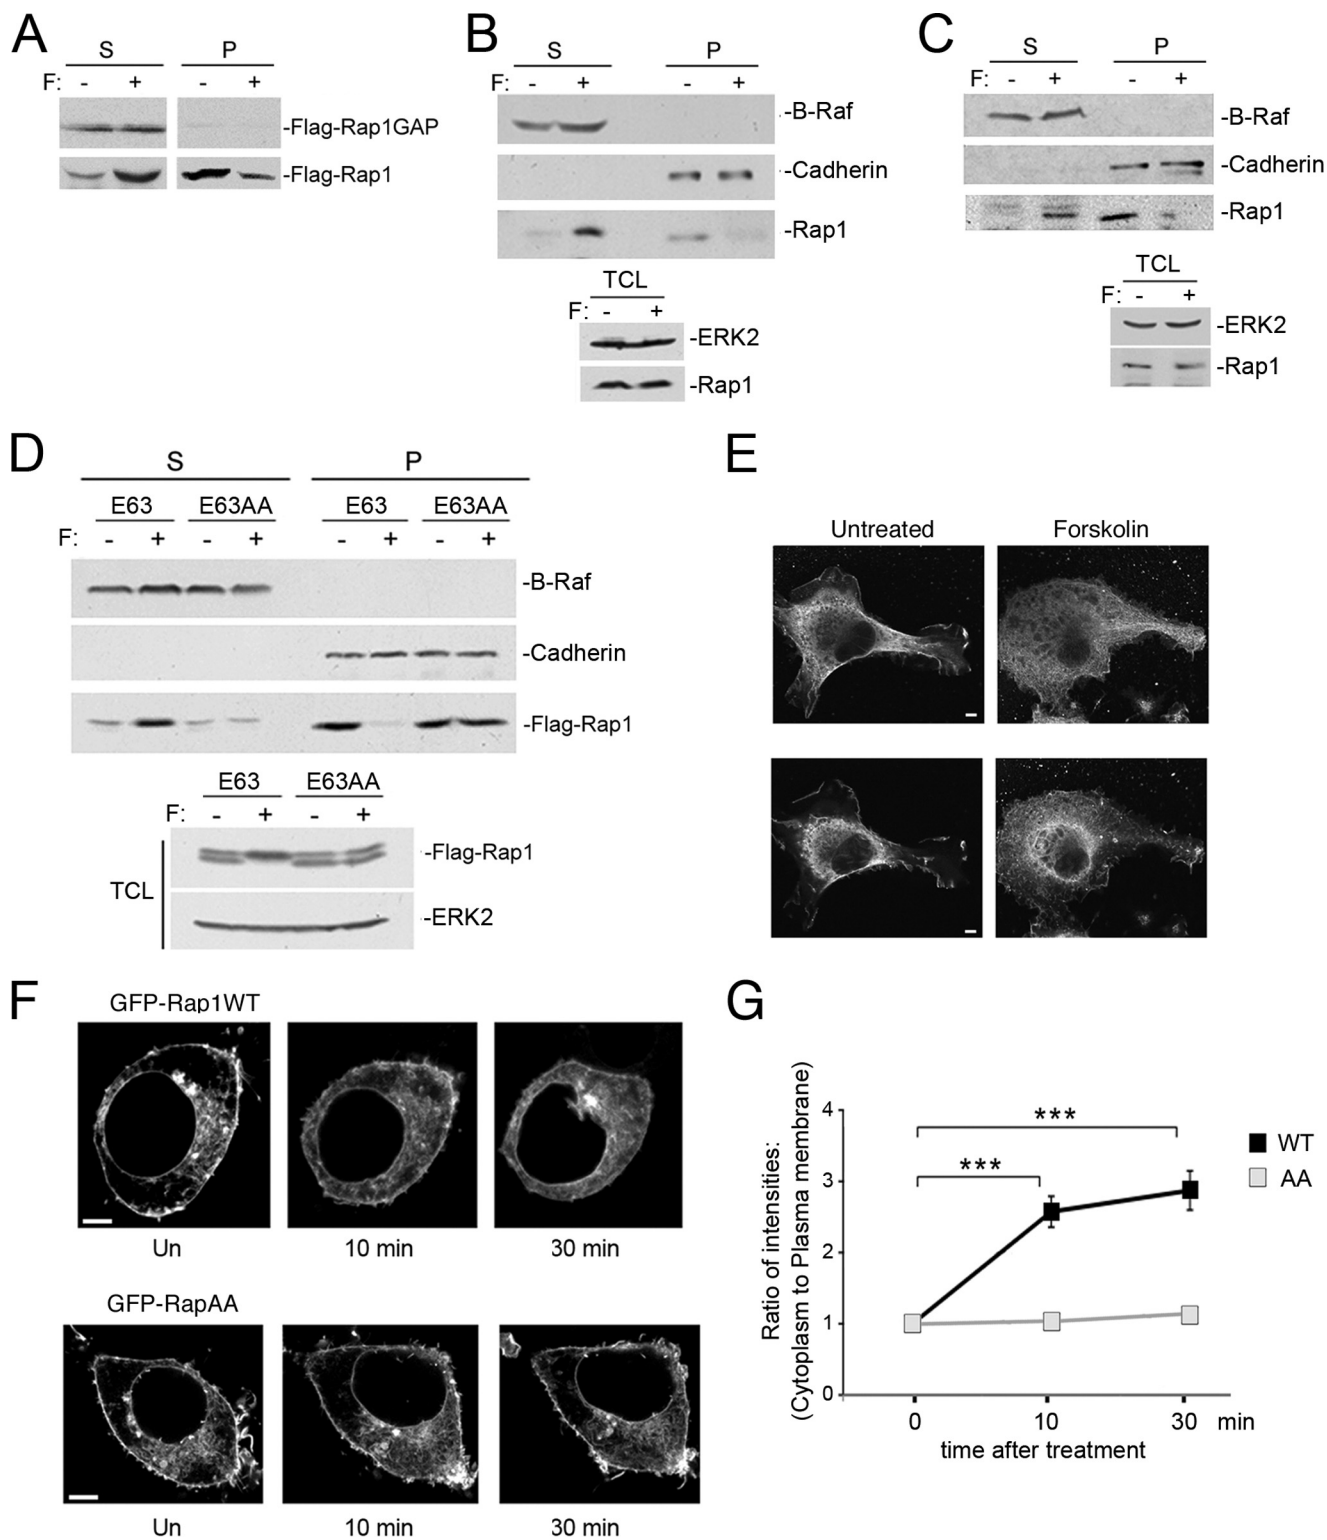 A
S P
F: - + - +
-Flag-Rap1GAP
-Flag-Rap1
B
S P
F: - + - +
-B-Raf
-Cadherin
-Rap1
TCL
F: - +
-ERK2
-Rap1
C
S P
F: - + - +
-B-Raf
-Cadherin
-Rap1
TCL
F: - +
-ERK2
-Rap1
D
S P
E63 E63AA E63 E63AA
F: - + - + - + - +
-B-Raf
-Cadherin
-Flag-Rap1
E63 E63AA
F: - + - +
-Flag-Rap1
TCL
-ERK2
E
Untreated Forskolin
F
GFP-Rap1WT
Un 10 min 30 min
GFP-RapAA
Un 10 min 30 min
G
Ratio of intensities:
(Cytoplasm to Plasma membrane)
4
3
2
1
0
***
***
WT
AA
0 10 30 min
time after treatment